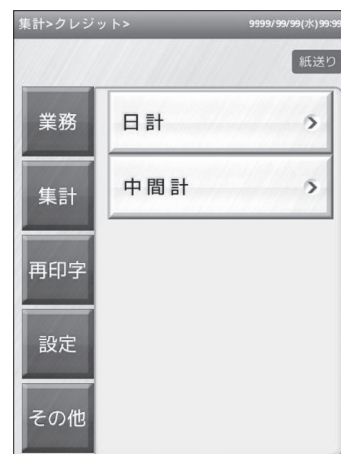 集計>クレジット> 9999/99/99(水)99:99
紙送り
業務
日計
中間計
集計
再印字
設定
その他